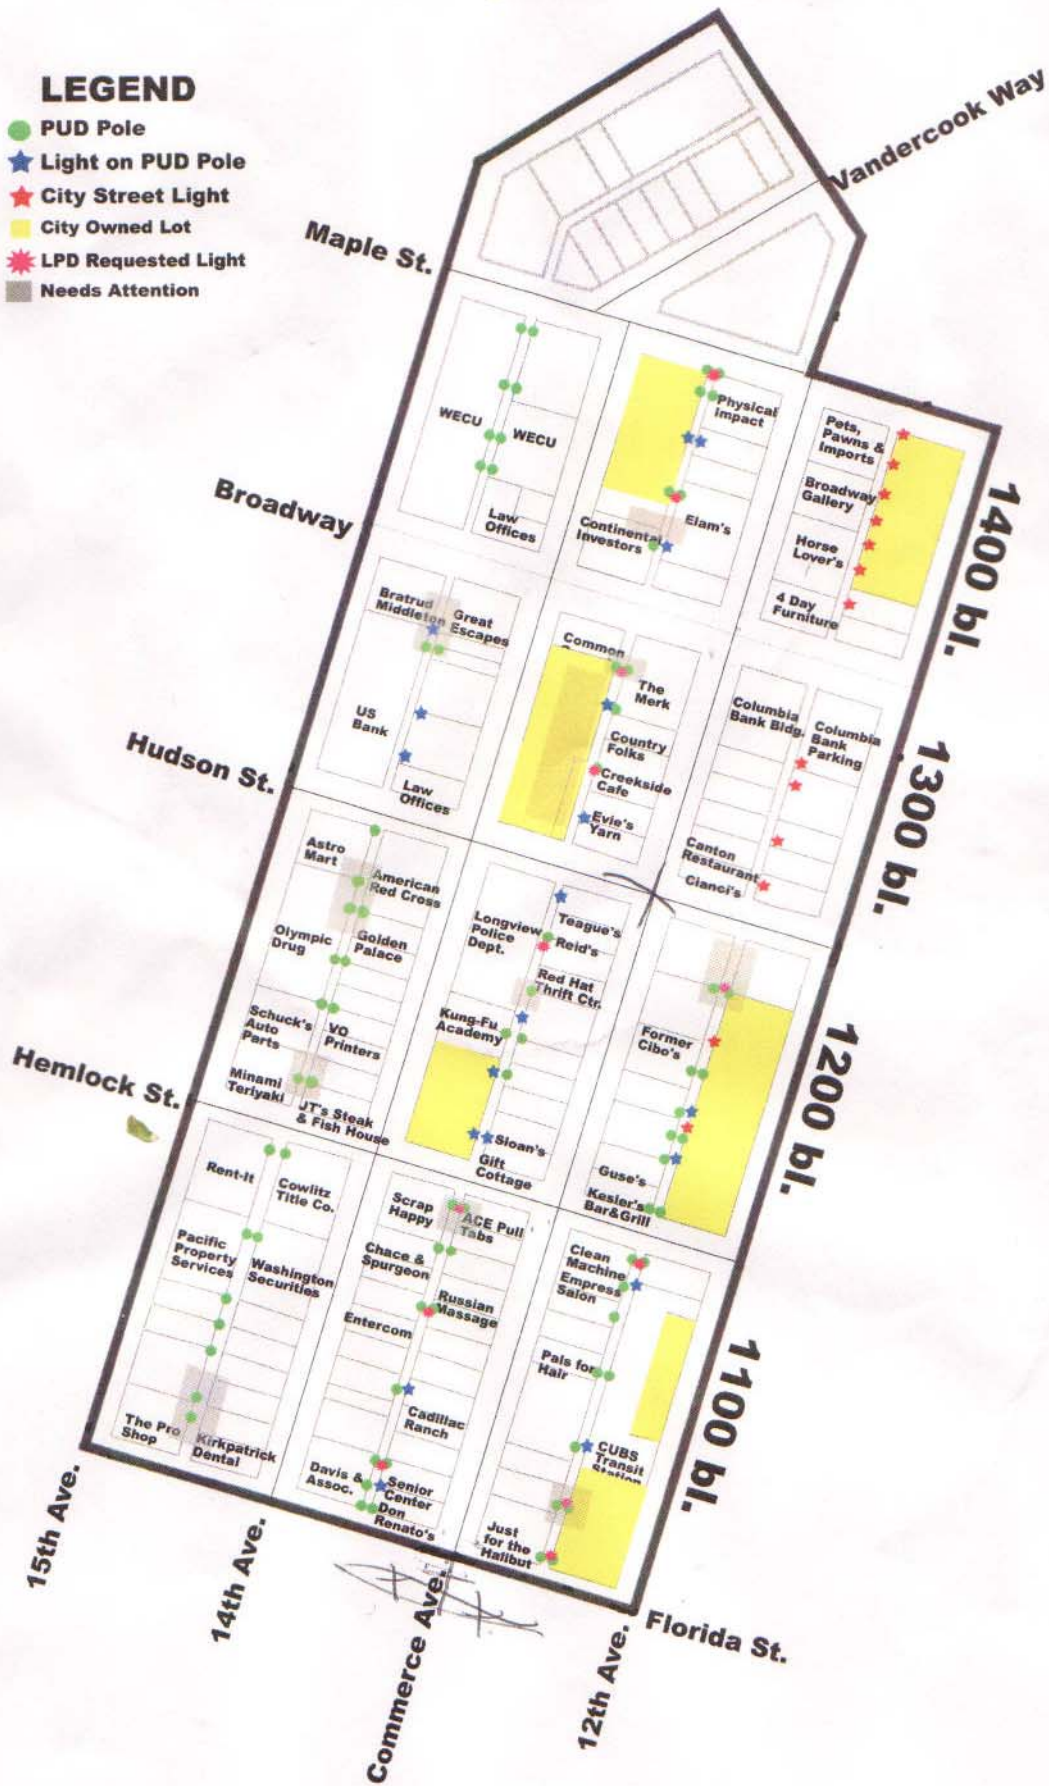 LEGEND
PUD Pole
Light on PUD Pole
City Street Light
City Owned Lot
LPD Requested Light
Needs Attention
Vandercook Way
Maple St.
Broadway
Hudson St.
Hemlock St.
1400 bl.
1300 bl.
1200 bl.
1100 bl.
15th Ave.
14th Ave.
Commerce Ave.
12th Ave.
Florida St.
WECU
WECU
Law
Offices
Physical
Impact
Continental
Investors
Elam's
Pets,
Pawns &
Imports
Broadway
Gallery
Horse
Lover's
4 Day
Furniture
Bratrud
Middleton
Great
Escapes
US
Bank
Law
Offices
Common
The
Merk
Country
Folks
Creekside
Cafe
Evie's
Yarn
Columbia
Bank Bldg.
Columbia
Bank
Parking
Canton
Restaurant
Cianci's
Astro
Mart
American
Red Cross
Olympic
Drug
Golden
Palace
Schuck's
Auto
Parts
VO
Printers
Minami
Teriyaki
JT's Steak
& Fish House
Longview
Police
Dept.
Teague's
Reid's
Red Hat
Thrift Ctr.
Kung-Fu
Academy
Sloan's
Gift
Cottage
Former
Cibo's
Guse's
Kesler's
Bar&Grill
Rent-It
Cowlitz
Title Co.
Pacific
Property
Services
Washington
Securities
The Pro
Shop
Kirkpatrick
Dental
Scrap
Happy
ACE Pull
Tabs
Chace &
Spurgeon
Russian
Massage
Entercom
Cadillac
Ranch
Davis &
Assoc.
Senior
Center
Don
Renato's
Clean
Machine
Empress
Salon
Pals for
Hair
CUBS
Transit
Station
Just
for the
Halibut